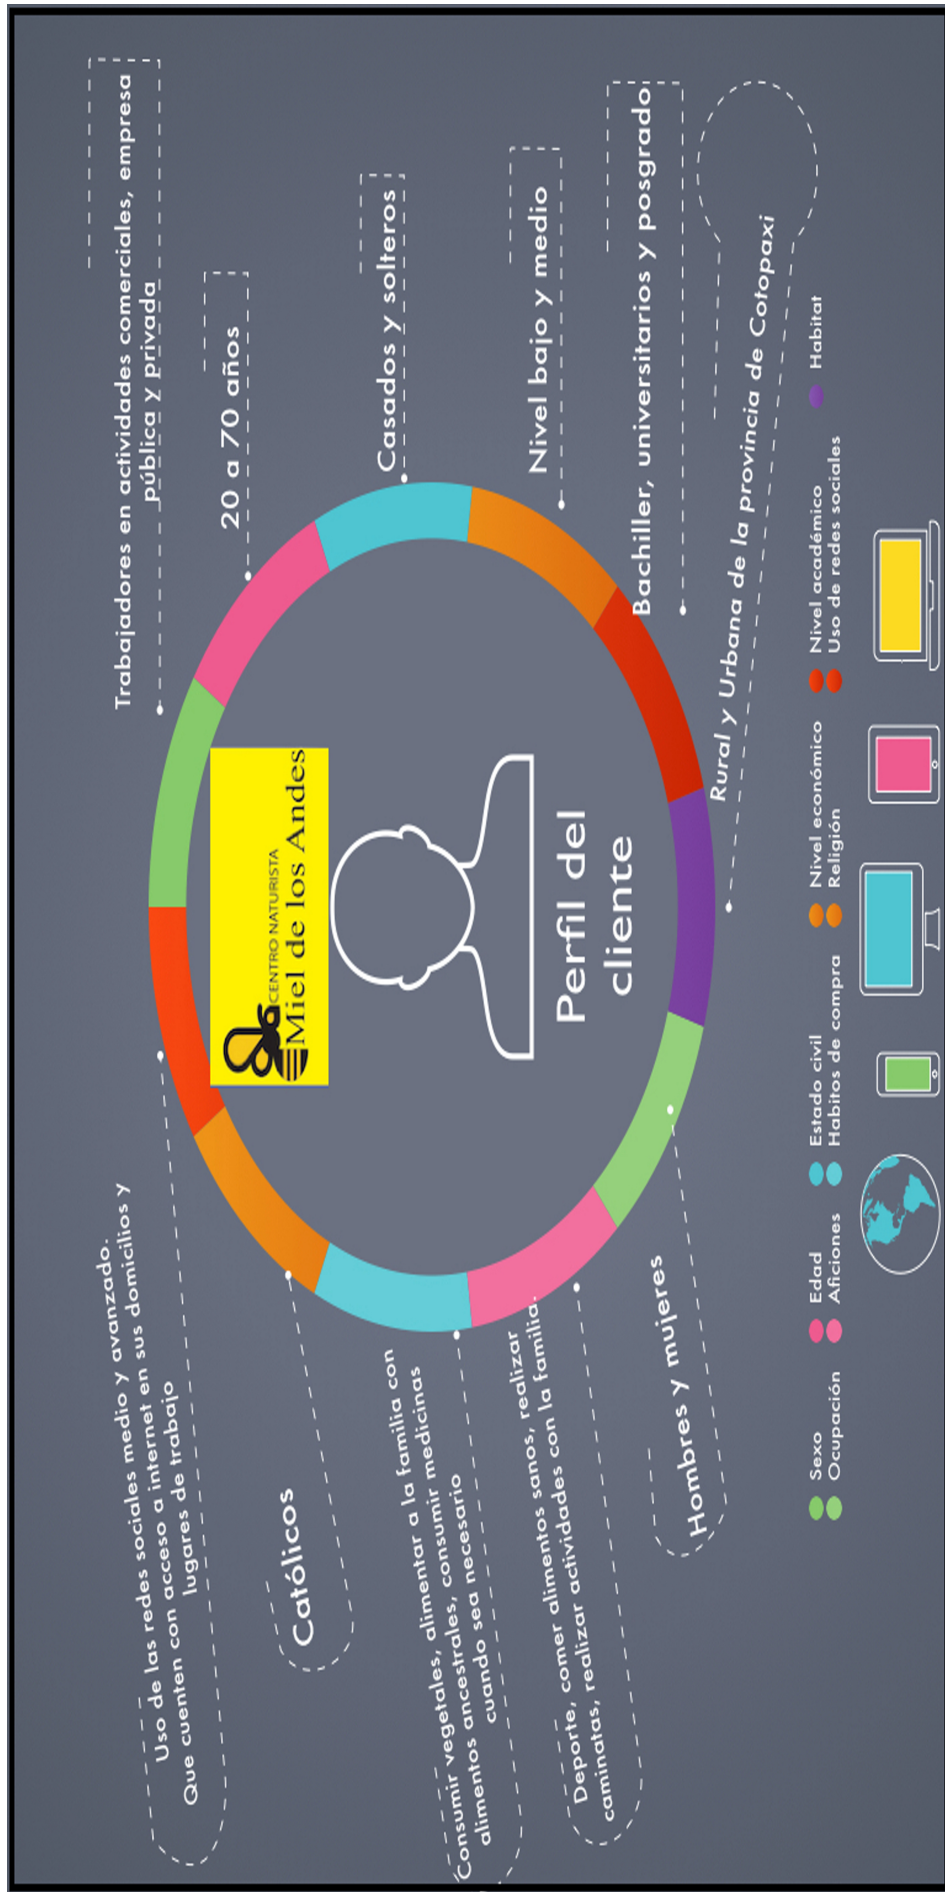 Uso de las redes sociales medio y avanzado.
Que cuenten con acceso a internet en sus domicilios y
lugares de trabajo
Católicos
Consumir vegetales, alimentar a la familia con
alimentos ancestrales, consumir medicinas
cuando sea necesario
Deporte, comer alimentos sanos, realizar
caminatas, realizar actividades con la familia.
Hombres y mujeres
CENTRO NATURISTA
Miel de los Andes
Perfil del
cliente
Trabajadores en actividades comerciales, empresa
pública y privada
20 a 70 años
Casados y solteros
Nivel bajo y medio
Bachiller, universitarios y posgrado
Rural y Urbana de la provincia de Cotopaxi
Sexo
Ocupación
Edad
Aficiones
Estado civil
Habitos de compra
Nivel económico
Religión
Nivel académico
Uso de redes sociales
Habitat